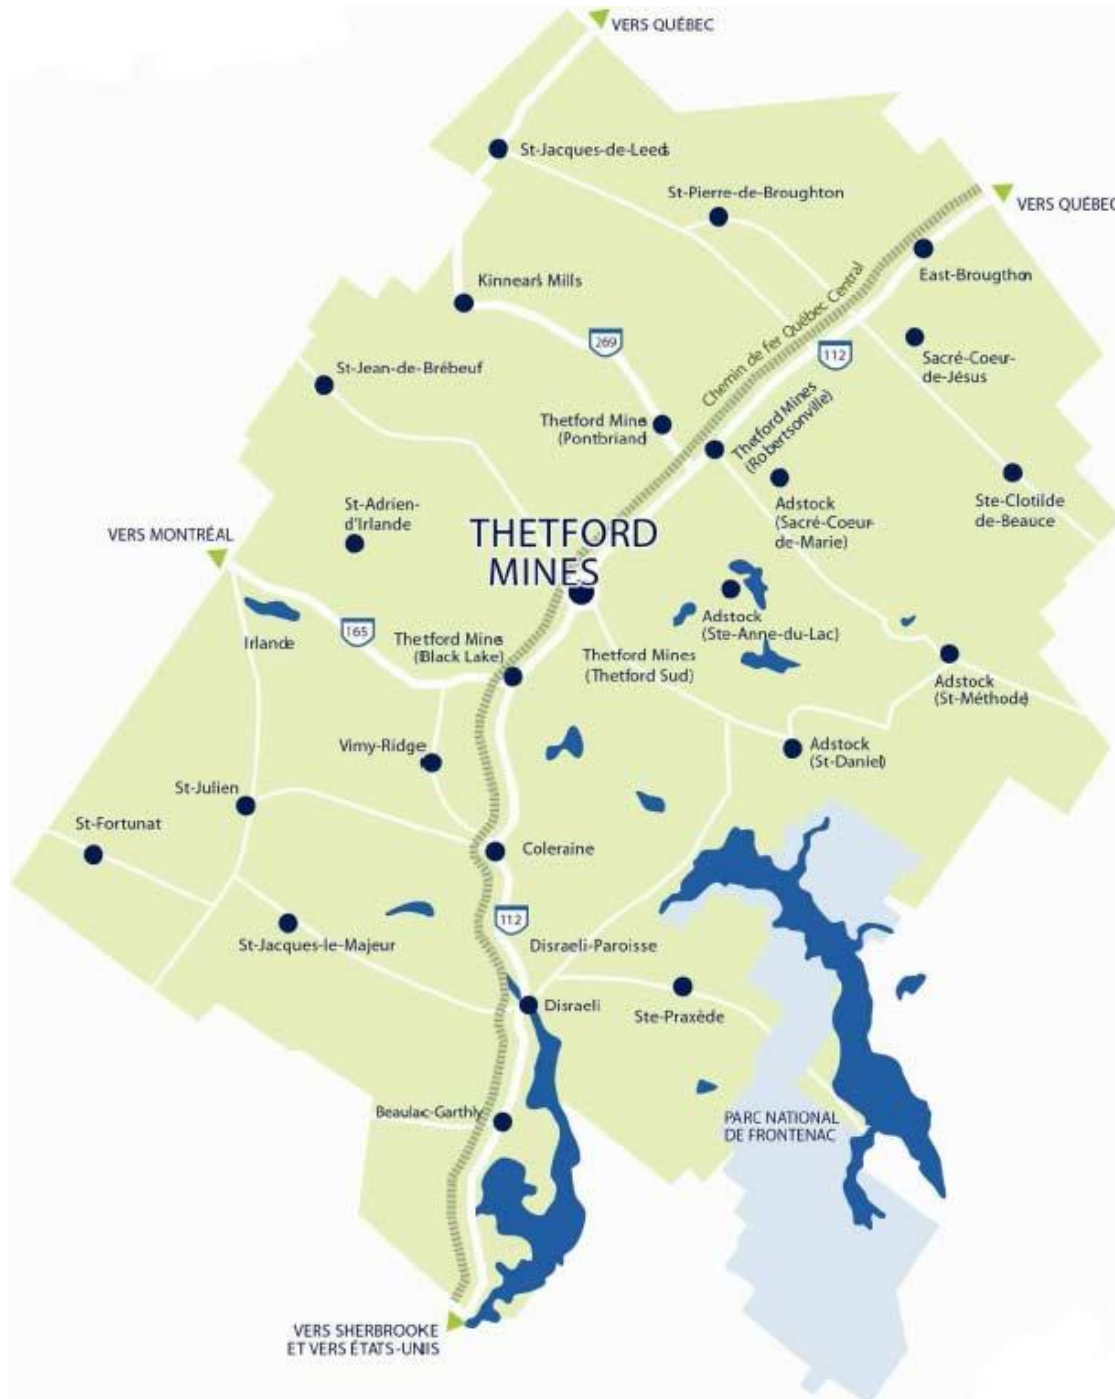 VERS QUÉBEC
St-Jacques-de-Leeds
St-Pierre-de-Broughton
VERS QUÉBEC
East-Brougthon
Kinnear's Mills
Chemin de fer Québec Central
269
112
St-Jean-de-Brébeuf
Sacré-Coeur-
de-Jésus
Thetford Mines
(Pontbriand
Thetford Mines
(Robertsonville)
St-Adrien-
d'Irlande
Adstock
(Sacré-Coeur-
de-Marie)
Ste-Clotilde
de-Beauce
VERS MONTRÉAL
THETFORD
MINES
Irlande
165
Thetford Mines
(Black Lake)
Adstock
(Ste-Anne-du-Lac)
Thetford Mines
(Thetford Sud)
Adstock
(St-Méthode)
Vimy-Ridge
Adstock
(St-Daniel)
St-Julien
St-Fortunat
Coleraine
112
St-Jacques-le-Majeur
Disraeli-Paroisse
Disraeli
Ste-Praxède
Beaulac-Garthly
PARC NATIONAL
DE FRONTENAC
VERS SHERBROOKE
ET VERS ÉTATS-UNIS